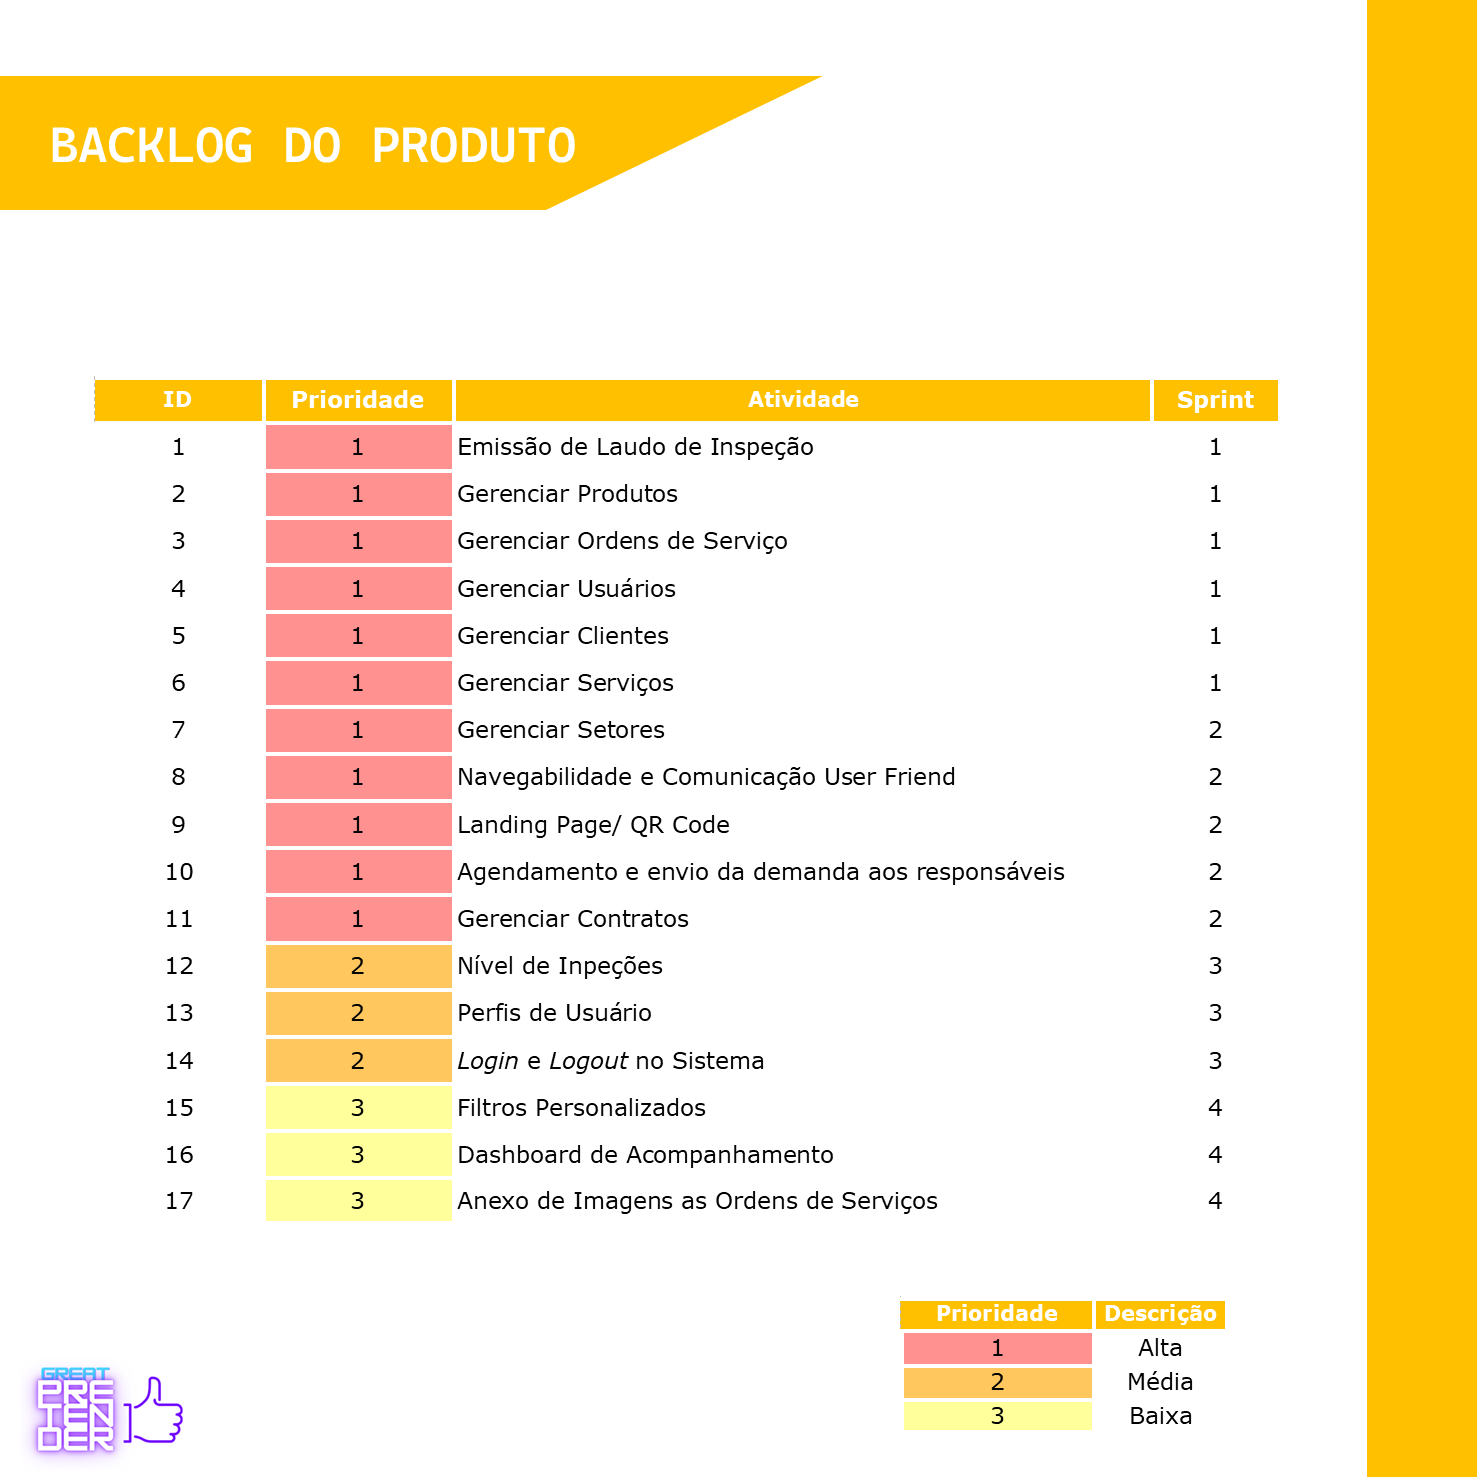 BACKLOG DO PRODUTO
ID Prioridade Atividade Sprint
1 1 Emissão de Laudo de Inspeção 1
2 1 Gerenciar Produtos 1
3 1 Gerenciar Ordens de Serviço 1
4 1 Gerenciar Usuários 1
5 1 Gerenciar Clientes 1
6 1 Gerenciar Serviços 1
7 1 Gerenciar Setores 2
8 1 Navegabilidade e Comunicação User Friend 2
9 1 Landing Page/ QR Code 2
10 1 Agendamento e envio da demanda aos responsáveis 2
11 1 Gerenciar Contratos 2
12 2 Nível de Inpeções 3
13 2 Perfis de Usuário 3
14 2 Login e Logout no Sistema 3
15 3 Filtros Personalizados 4
16 3 Dashboard de Acompanhamento 4
17 3 Anexo de Imagens as Ordens de Serviços 4
Prioridade Descrição
1 Alta
2 Média
3 Baixa
GREAT
PRE
TEN
DER